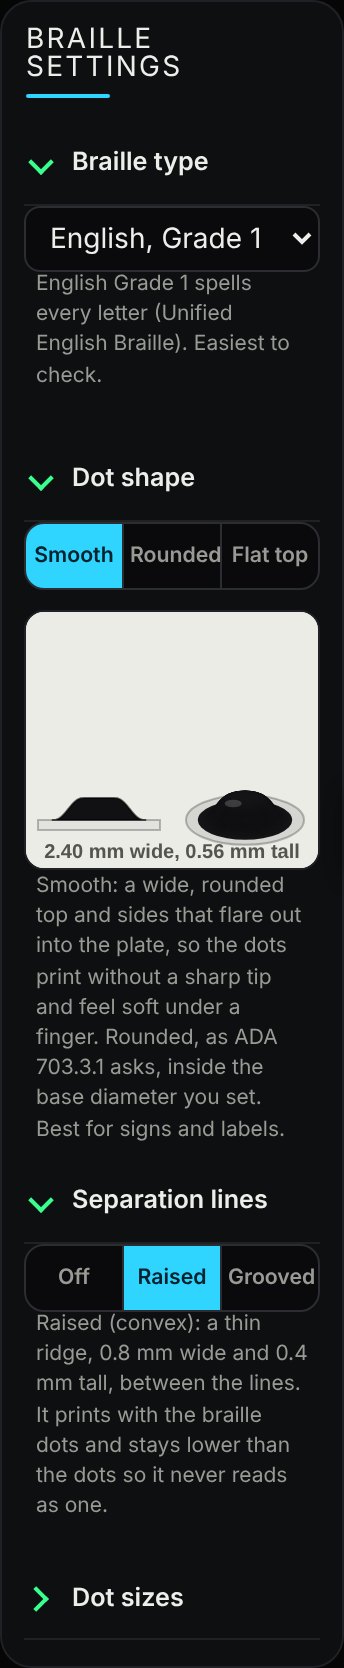 BRAILLE
SETTINGS
Braille type
English, Grade 1
English Grade 1 spells
every letter (Unified
English Braille). Easiest to
check.
Dot shape
Smooth Rounded Flat top
2.40 mm wide, 0.56 mm tall
Smooth: a wide, rounded
top and sides that flare out
into the plate, so the dots
print without a sharp tip
and feel soft under a
finger. Rounded, as ADA
703.3.1 asks, inside the
base diameter you set.
Best for signs and labels.
Separation lines
Off Raised Grooved
Raised (convex): a thin
ridge, 0.8 mm wide and 0.4
mm tall, between the lines.
It prints with the braille
dots and stays lower than
the dots so it never reads
as one.
Dot sizes